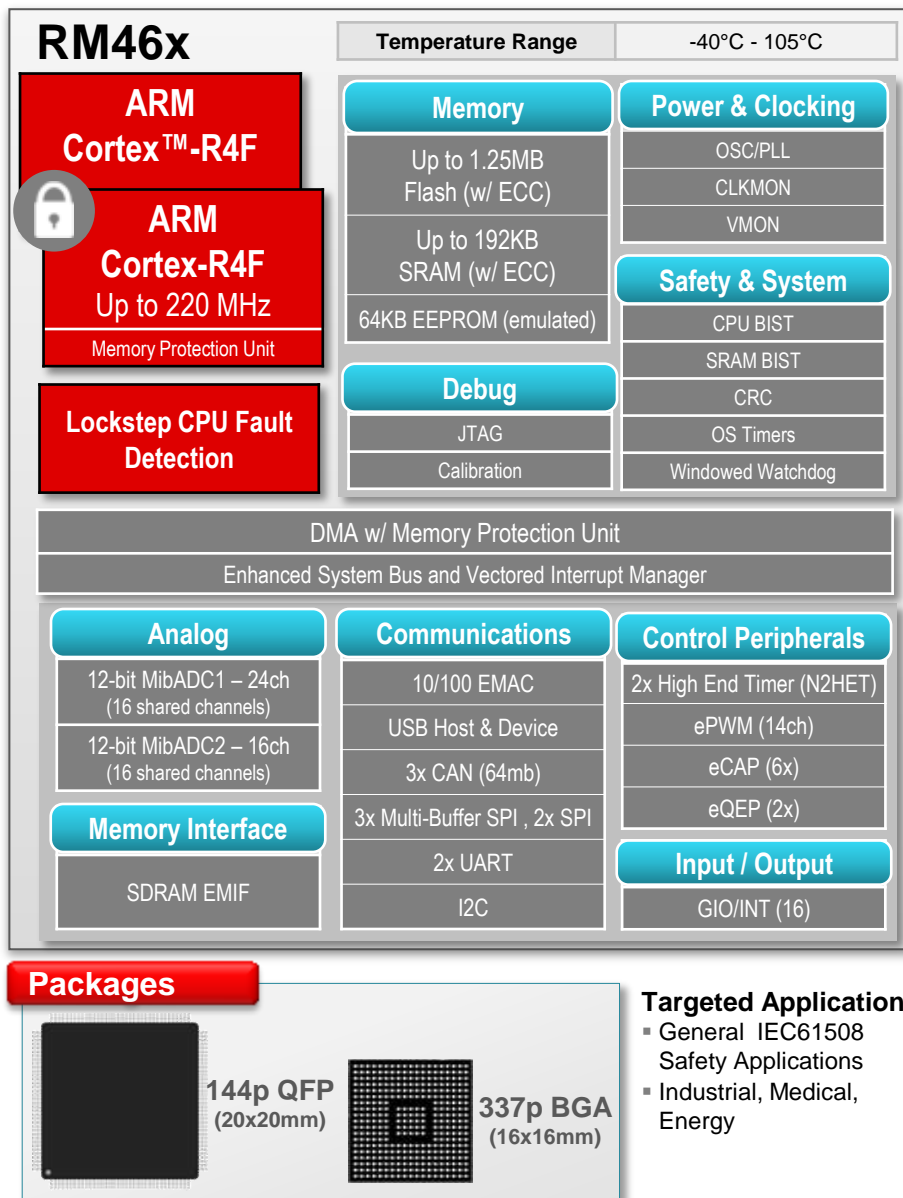 RM46x
Temperature Range
-40°C - 105°C
ARM
Cortex™-R4F
ARM
Cortex-R4F
Up to 220 MHz
Memory Protection Unit
Lockstep CPU Fault
Detection
Memory
Up to 1.25MB
Flash (w/ ECC)
Up to 192KB
SRAM (w/ ECC)
64KB EEPROM (emulated)
Debug
JTAG
Calibration
Power & Clocking
OSC/PLL
CLKMON
VMON
Safety & System
CPU BIST
SRAM BIST
CRC
OS Timers
Windowed Watchdog
DMA w/ Memory Protection Unit
Enhanced System Bus and Vectored Interrupt Manager
Analog
12-bit MibADC1 – 24ch
(16 shared channels)
12-bit MibADC2 – 16ch
(16 shared channels)
Memory Interface
SDRAM EMIF
Communications
10/100 EMAC
USB Host & Device
3x CAN (64mb)
3x Multi-Buffer SPI , 2x SPI
2x UART
I2C
Control Peripherals
2x High End Timer (N2HET)
ePWM (14ch)
eCAP (6x)
eQEP (2x)
Input / Output
GIO/INT (16)
Packages
144p QFP
(20x20mm)
337p BGA
(16x16mm)
Targeted Application
▪ General IEC61508
Safety Applications
▪ Industrial, Medical,
Energy